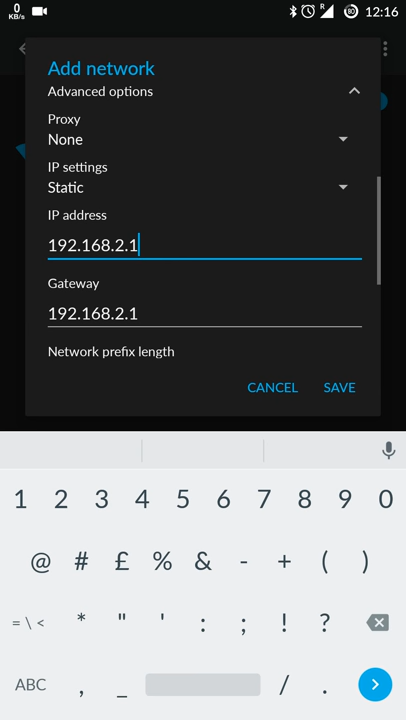 0
KB/s
R
80
12:16
Add network
Advanced options
Proxy
None
IP settings
Static
IP address
192.168.2.1
Gateway
192.168.2.1
Network prefix length
CANCEL SAVE
1 2 3 4 5 6 7 8 9 0
@ # £ % & - + ( )
= \ < * " ' : ; ! ?
ABC , _ / .